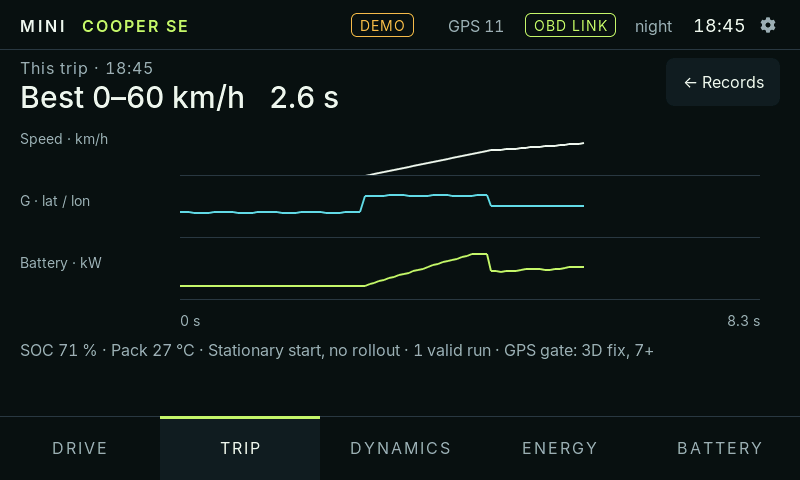 MINI COOPER SE DEMO GPS 11 OBD LINK night 18:45
This trip · 18:45
Best 0–60 km/h 2.6 s
← Records
Speed · km/h
G · lat / lon
Battery · kW
0 s 8.3 s
SOC 71 % · Pack 27 °C · Stationary start, no rollout · 1 valid run · GPS gate: 3D fix, 7+
DRIVE TRIP DYNAMICS ENERGY BATTERY